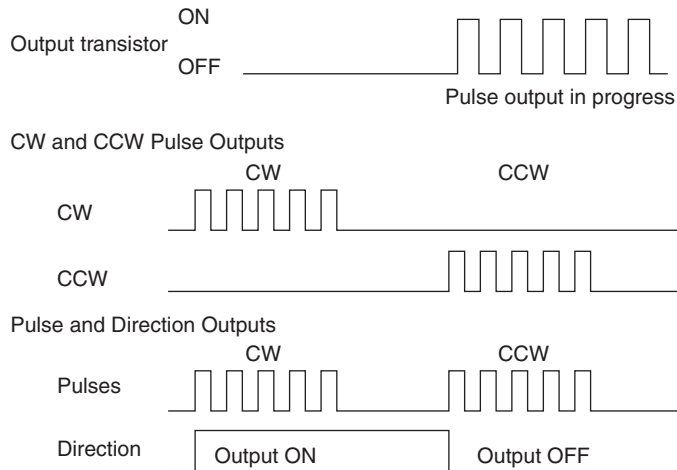 ON
Output transistor
OFF
Pulse output in progress
CW and CCW Pulse Outputs
CW CCW
CW
CCW
Pulse and Direction Outputs
CW CCW
Pulses
Direction Output ON Output OFF